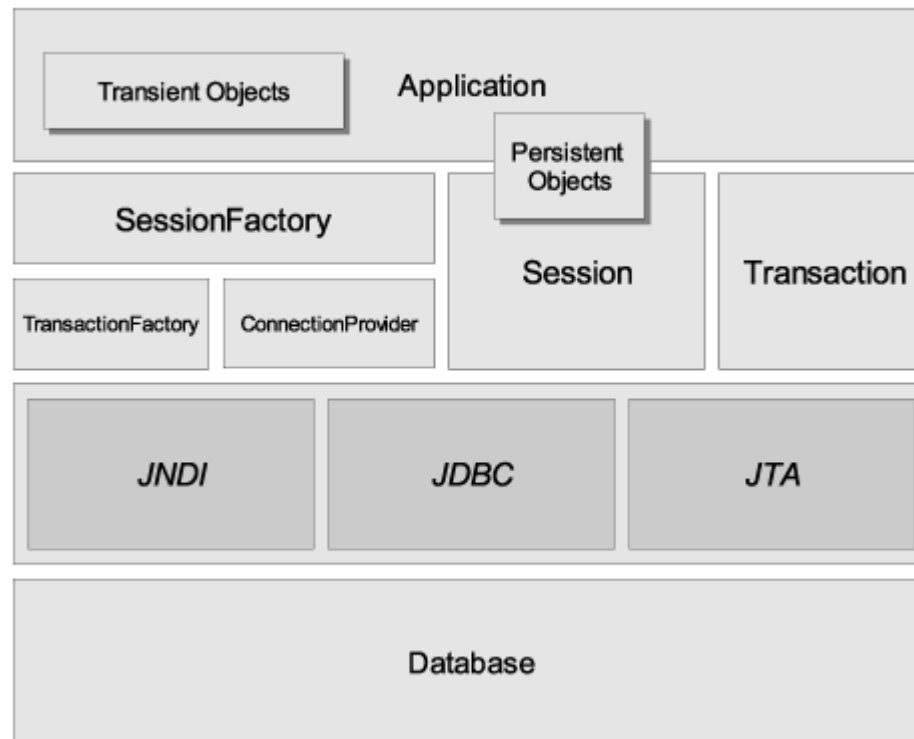 Transient Objects
Application
Persistent
Objects
SessionFactory
Session
Transaction
TransactionFactory
ConnectionProvider
JNDI
JDBC
JTA
Database